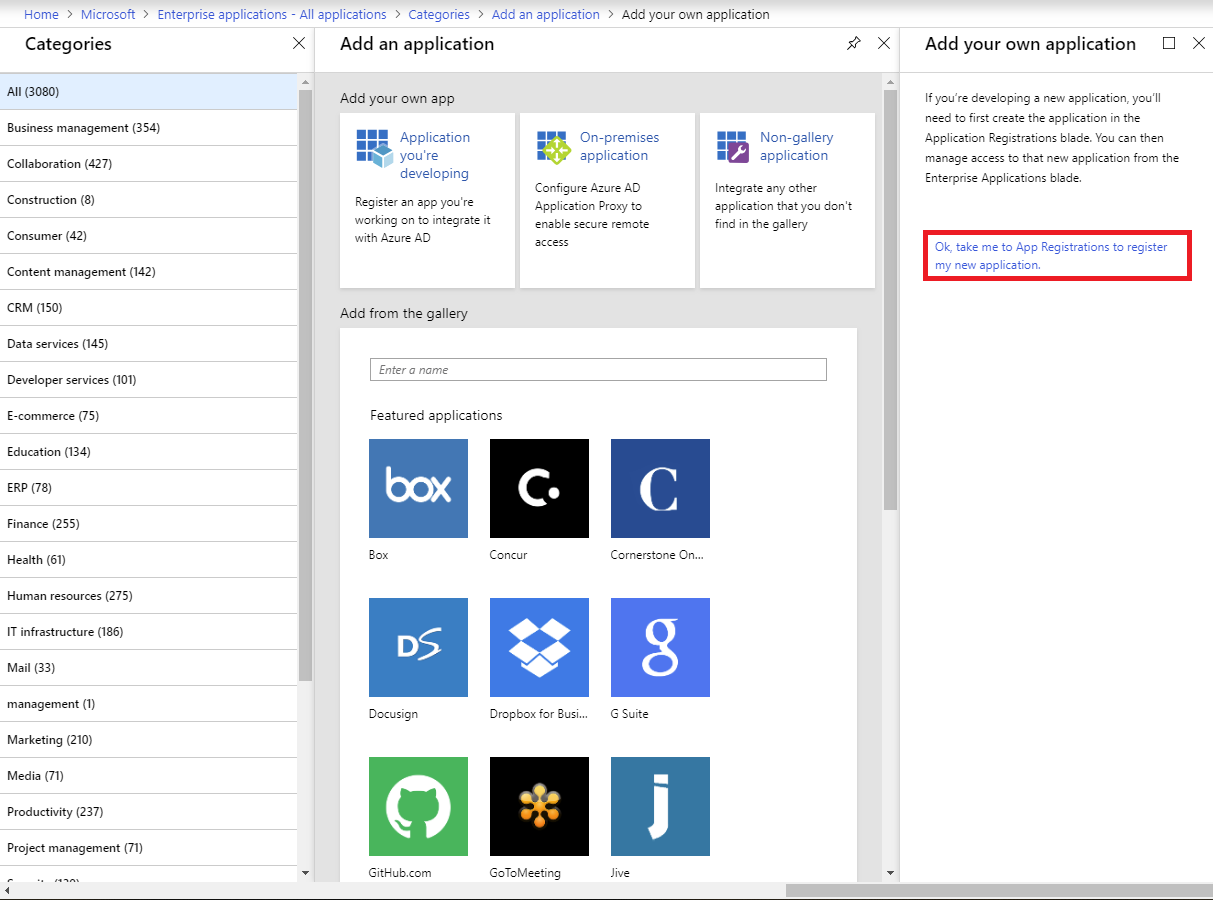 Home > Microsoft > Enterprise applications - All applications > Categories > Add an application > Add your own application
Categories
All (3080)
Business management (354)
Collaboration (427)
Construction (8)
Consumer (42)
Content management (142)
CRM (150)
Data services (145)
Developer services (101)
E-commerce (75)
Education (134)
ERP (78)
Finance (255)
Health (61)
Human resources (275)
IT infrastructure (186)
Mail (33)
management (1)
Marketing (210)
Media (71)
Productivity (237)
Project management (71)
Add an application
Add your own app
Application
you're
developing
Register an app you're
working on to integrate it
with Azure AD
On-premises
application
Configure Azure AD
Application Proxy to
enable secure remote
access
Non-gallery
application
Integrate any other
application that you don't
find in the gallery
Add from the gallery
Enter a name
Featured applications
box
Box
C.
Concur
C
Cornerstone On...
DS
Docusign
Dropbox for Busi...
g
G Suite
GitHub.com
GoToMeeting
j
Jive
Add your own application
If you're developing a new application, you'll
need to first create the application in the
Application Registrations blade. You can then
manage access to that new application from the
Enterprise Applications blade.
Ok, take me to App Registrations to register
my new application.